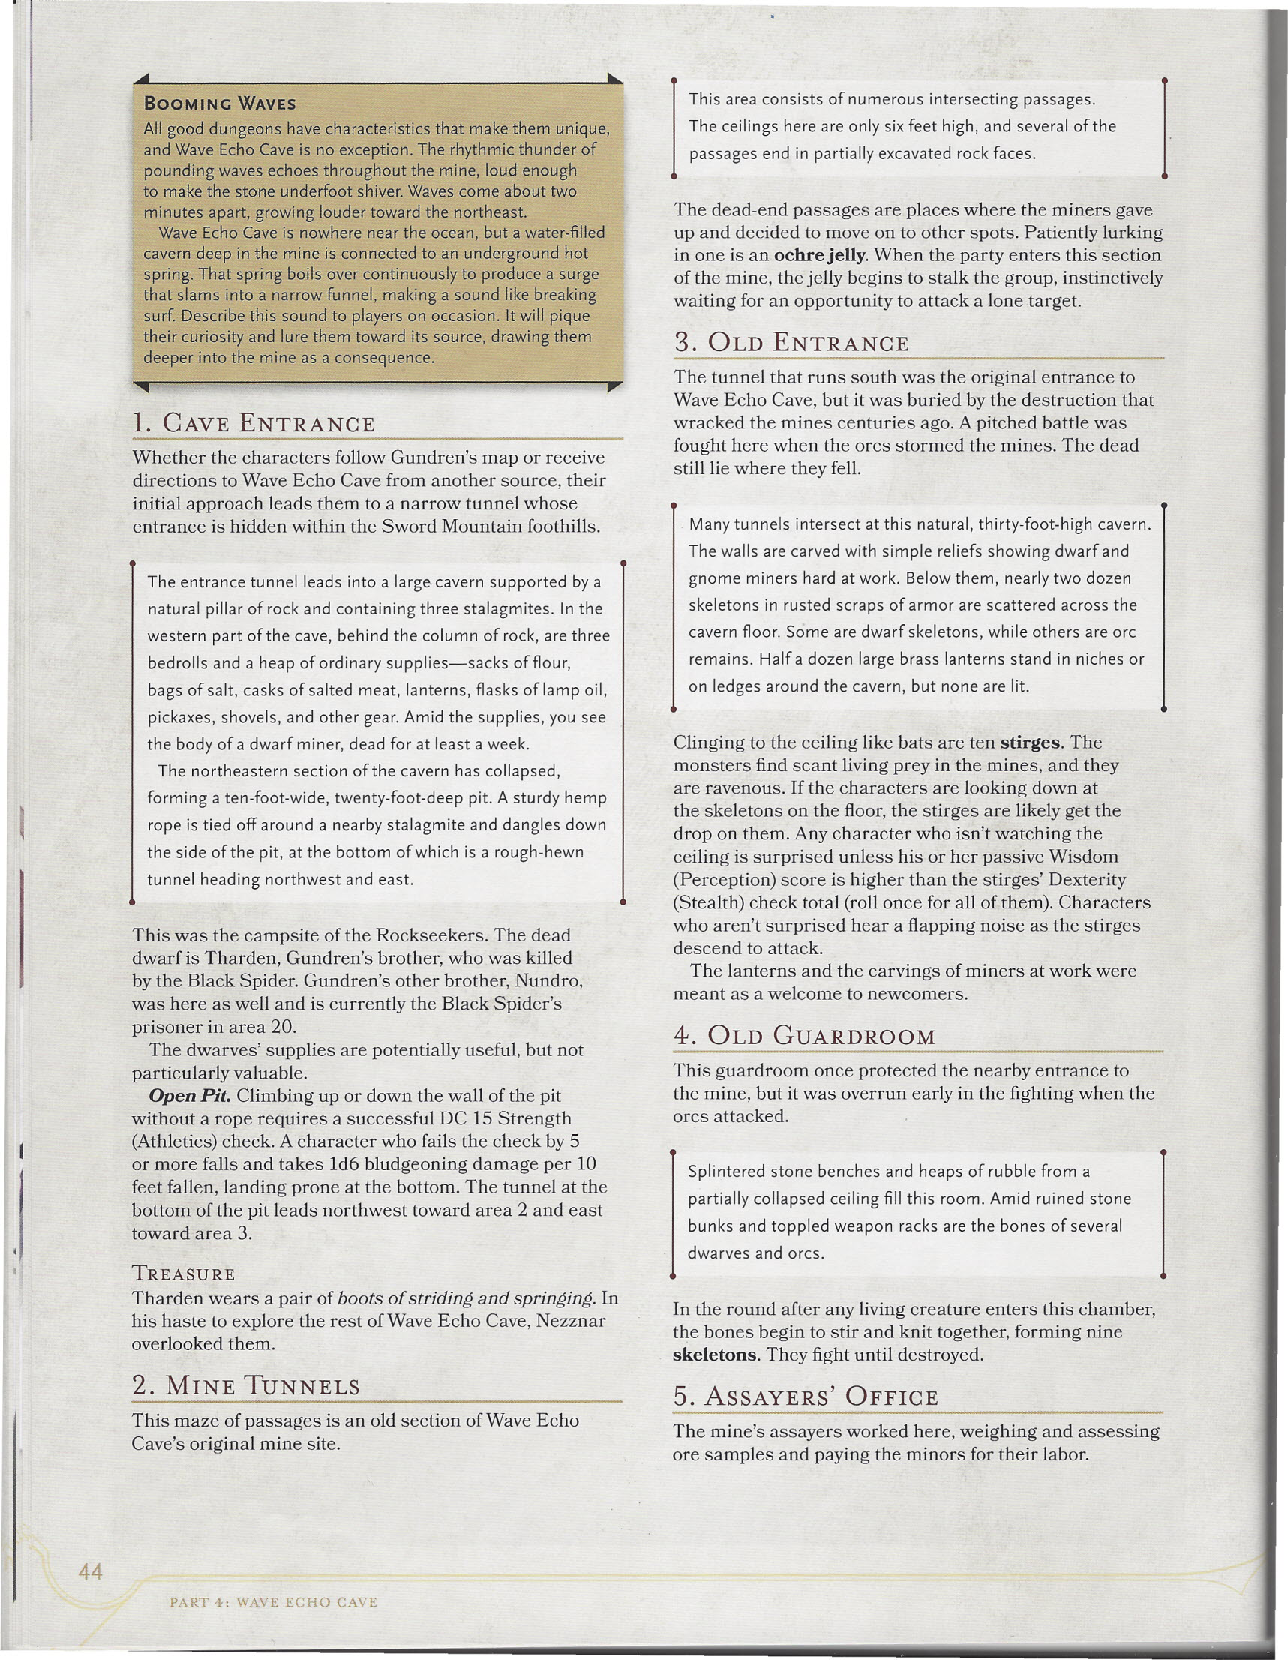 BOOMING WAVES
All good dungeons have characteristics that make them unique,
and Wave Echo Cave is no exception. The rhythmic thunder of
pounding waves echoes throughout the mine, loud enough
to make the stone underfoot shiver. Waves come about two
minutes apart, growing louder toward the northeast.
Wave Echo Cave is nowhere near the ocean, but a water-filled
cavern deep in the mine is connected to an underground hot
spring. That spring boils over continuously to produce a surge
that slams into a narrow funnel, making a sound like breaking
surf. Describe this sound to players on occasion. It will pique
their curiosity and lure them toward its source, drawing them
deeper into the mine as a consequence.
1. CAVE ENTRANCE
Whether the characters follow Gundren's map or receive
directions to Wave Echo Cave from another source, their
initial approach leads them to a narrow tunnel whose
entrance is hidden within the Sword Mountain foothills.
The entrance tunnel leads into a large cavern supported by a
natural pillar of rock and containing three stalagmites. In the
western part of the cave, behind the column of rock, are three
bedrolls and a heap of ordinary supplies—sacks of flour,
bags of salt, casks of salted meat, lanterns, flasks of lamp oil,
pickaxes, shovels, and other gear. Amid the supplies, you see
the body of a dwarf miner, dead for at least a week.
The northeastern section of the cavern has collapsed,
forming a ten-foot-wide, twenty-foot-deep pit. A sturdy hemp
rope is tied off around a nearby stalagmite and dangles down
the side of the pit, at the bottom of which is a rough-hewn
tunnel heading northwest and east.
This was the campsite of the Rockseekers. The dead
dwarf is Tharden, Gundren's brother, who was killed
by the Black Spider. Gundren's other brother, Nundro,
was here as well and is currently the Black Spider's
prisoner in area 20.
The dwarves' supplies are potentially useful, but not
particularly valuable.
Open Pit. Climbing up or down the wall of the pit
without a rope requires a successful DC 15 Strength
(Athletics) check. A character who fails the check by 5
or more falls and takes 1d6 bludgeoning damage per 10
feet fallen, landing prone at the bottom. The tunnel at the
bottom of the pit leads northwest toward area 2 and east
toward area 3.
TREASURE
Tharden wears a pair of boots of striding and springing. In
his haste to explore the rest of Wave Echo Cave, Nezznar
overlooked them.
2. MINE TUNNELS
This maze of passages is an old section of Wave Echo
Cave's original mine site.
This area consists of numerous intersecting passages.
The ceilings here are only six feet high, and several of the
passages end in partially excavated rock faces.
The dead-end passages are places where the miners gave
up and decided to move on to other spots. Patiently lurking
in one is an ochre jelly. When the party enters this section
of the mine, the jelly begins to stalk the group, instinctively
waiting for an opportunity to attack a lone target.
3. OLD ENTRANCE
The tunnel that runs south was the original entrance to
Wave Echo Cave, but it was buried by the destruction that
wracked the mines centuries ago. A pitched battle was
fought here when the orcs stormed the mines. The dead
still lie where they fell.
Many tunnels intersect at this natural, thirty-foot-high cavern.
The walls are carved with simple reliefs showing dwarf and
gnome miners hard at work. Below them, nearly two dozen
skeletons in rusted scraps of armor are scattered across the
cavern floor. Some are dwarf skeletons, while others are orc
remains. Half a dozen large brass lanterns stand in niches or
on ledges around the cavern, but none are lit.
Clinging to the ceiling like bats are ten stirges. The
monsters find scant living prey in the mines, and they
are ravenous. If the characters are looking down at
the skeletons on the floor, the stirges are likely get the
drop on them. Any character who isn't watching the
ceiling is surprised unless his or her passive Wisdom
(Perception) score is higher than the stirges' Dexterity
(Stealth) check total (roll once for all of them). Characters
who aren't surprised hear a flapping noise as the stirges
descend to attack.
The lanterns and the carvings of miners at work were
meant as a welcome to newcomers.
4. OLD GUARDROOM
This guardroom once protected the nearby entrance to
the mine, but it was overrun early in the fighting when the
orcs attacked.
Splintered stone benches and heaps of rubble from a
partially collapsed ceiling fill this room. Amid ruined stone
bunks and toppled weapon racks are the bones of several
dwarves and orcs.
In the round after any living creature enters this chamber,
the bones begin to stir and knit together, forming nine
skeletons. They fight until destroyed.
5. ASSAYERS' OFFICE
The mine's assayers worked here, weighing and assessing
ore samples and paying the minors for their labor.
44
PART 4: WAVE ECHO CAVE